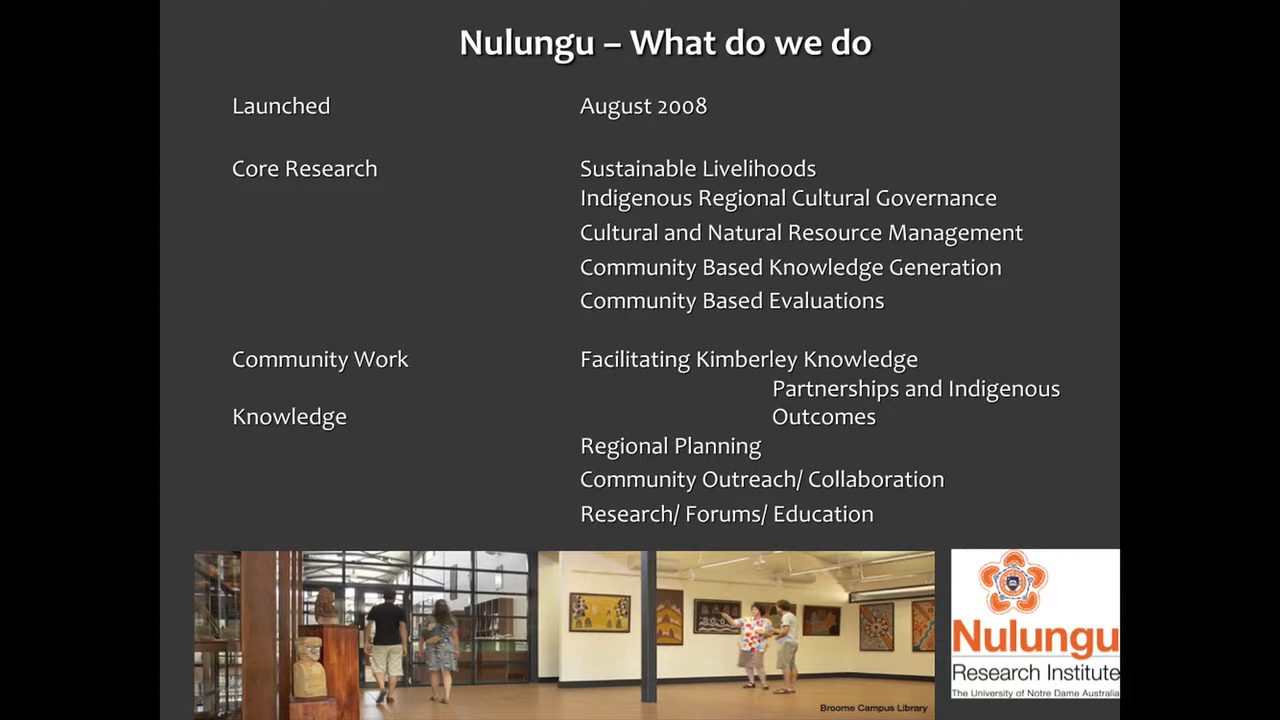 Nulungu – What do we do
Launched August 2008
Core Research Sustainable Livelihoods
Indigenous Regional Cultural Governance
Cultural and Natural Resource Management
Community Based Knowledge Generation
Community Based Evaluations
Community Work Facilitating Kimberley Knowledge
Partnerships and Indigenous
Knowledge Outcomes
Regional Planning
Community Outreach/ Collaboration
Research/ Forums/ Education
Broome Campus Library
Nulungu
Research Institute
The University of Notre Dame Australia